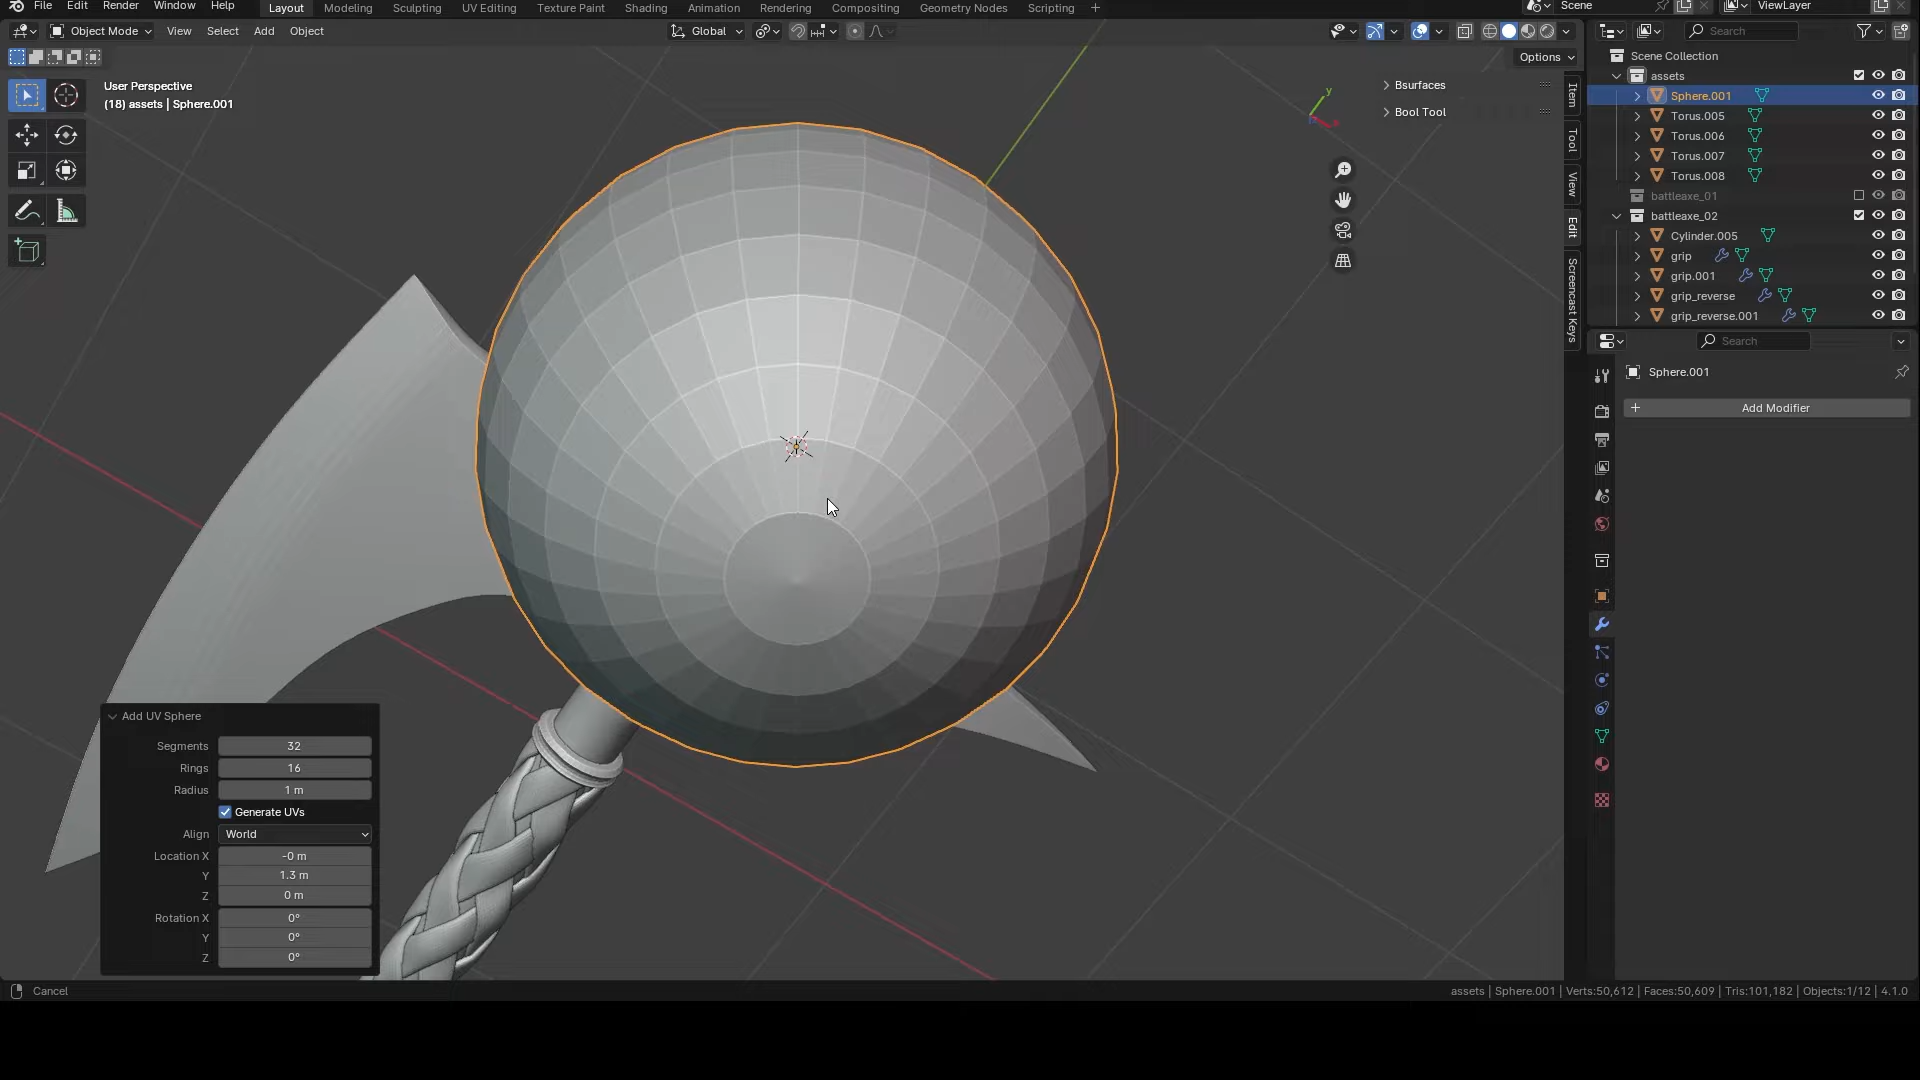 File Edit Render Window Help Layout Modeling Sculpting UV Editing Texture Paint Shading Animation Rendering Compositing Geometry Nodes Scripting + Scene ViewLayer
Object Mode View Select Add Object Global Search
Options
User Perspective
(18) assets | Sphere.001
Bsurfaces
Bool Tool
Item
Tool
View
Edit
Screencast Keys
Scene Collection
assets
Sphere.001
Torus.005
Torus.006
Torus.007
Torus.008
battleaxe_01
battleaxe_02
Cylinder.005
grip
grip.001
grip_reverse
grip_reverse.001
Search
Sphere.001
+ Add Modifier
y
Add UV Sphere
Segments 32
Rings 16
Radius 1 m
Generate UVs
Align World
Location X -0 m
Y 1.3 m
Z 0 m
Rotation X 0°
Y 0°
Z 0°
Cancel
assets | Sphere.001 | Verts:50,612 | Faces:50,609 | Tris:101,182 | Objects:1/12 | 4.1.0